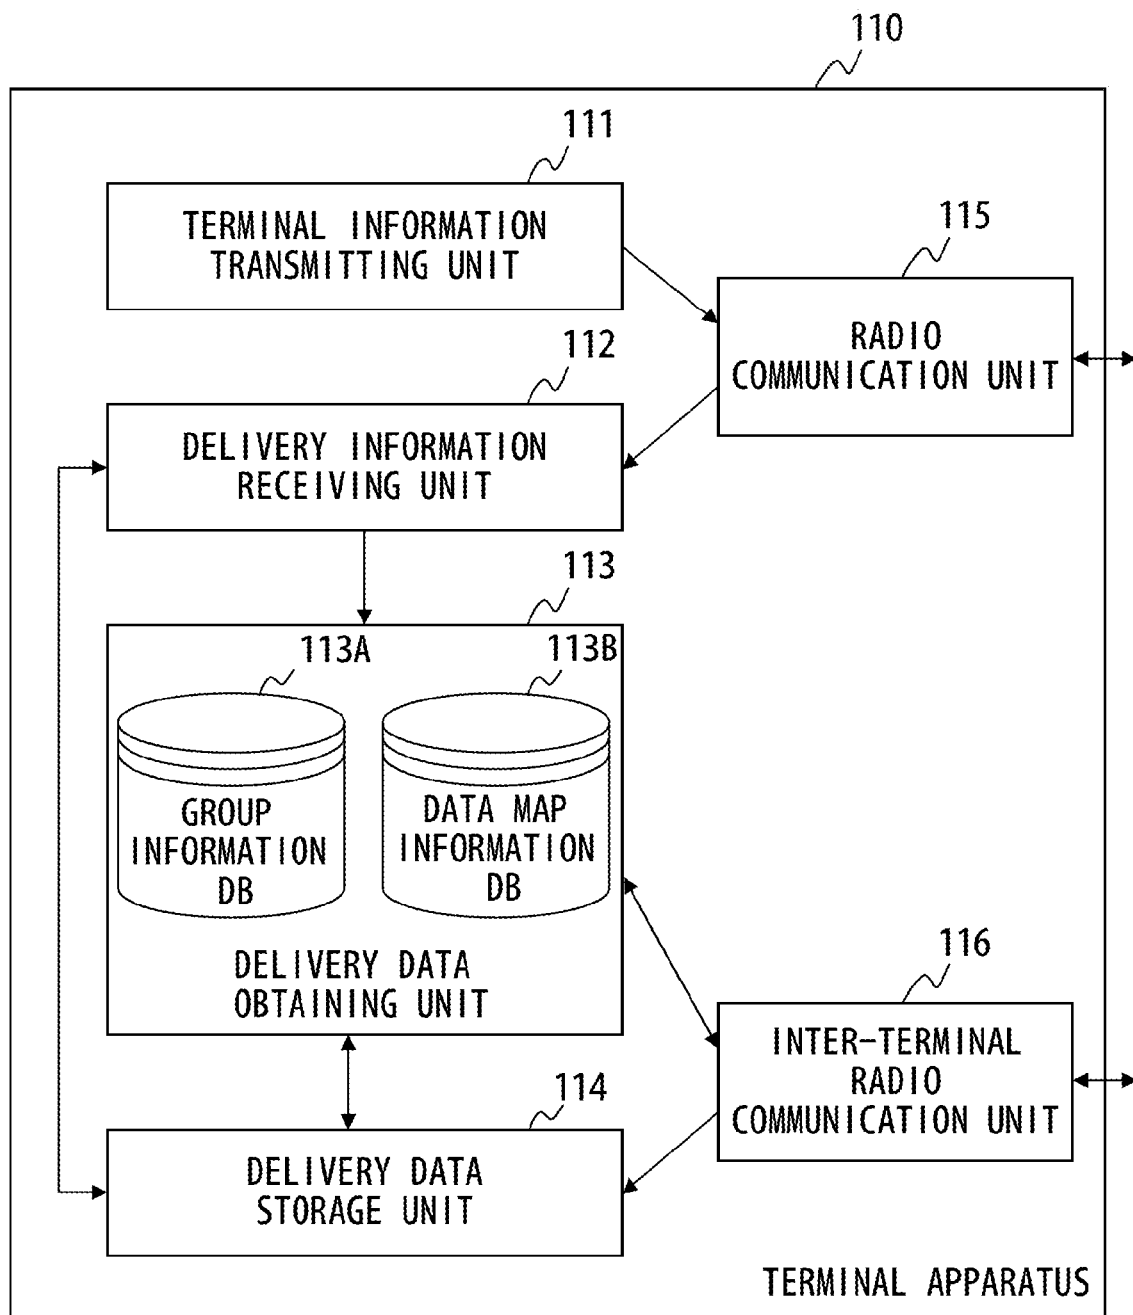 110
111
TERMINAL INFORMATION
TRANSMITTING UNIT
115
RADIO
COMMUNICATION UNIT
112
DELIVERY INFORMATION
RECEIVING UNIT
113
113A
113B
GROUP
INFORMATION
DB
DATA MAP
INFORMATION
DB
DELIVERY DATA
OBTAINING UNIT
116
INTER-TERMINAL
RADIO
COMMUNICATION UNIT
114
DELIVERY DATA
STORAGE UNIT
TERMINAL APPARATUS